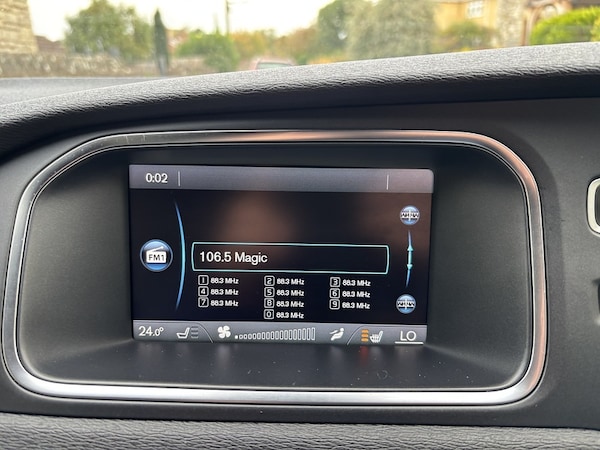 0:02
FM1
106.5 Magic
1 88.3 MHz 2 88.3 MHz 3 88.3 MHz
4 88.3 MHz 5 88.3 MHz 6 88.3 MHz
7 88.3 MHz 8 88.3 MHz 9 88.3 MHz
0 88.3 MHz
24.0° LO